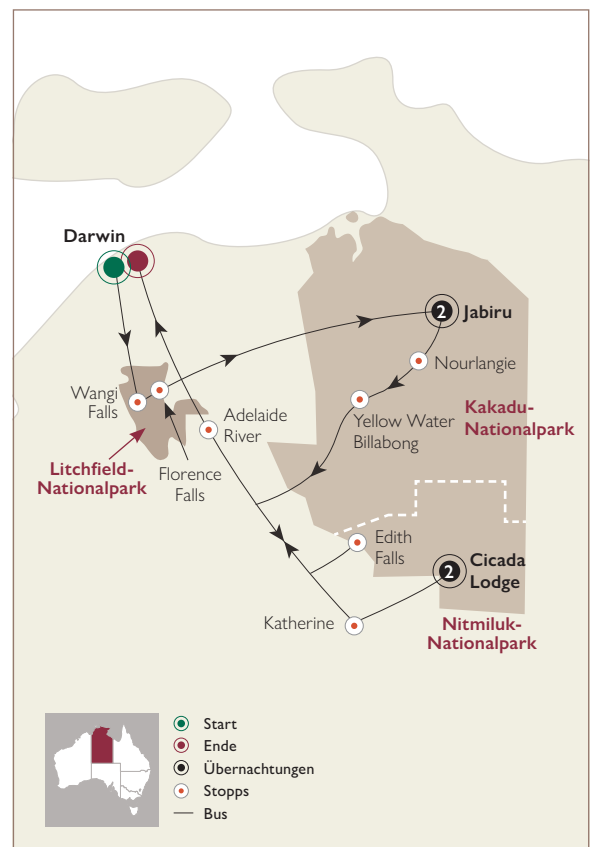 Darwin
2
Jabiru
Nourlangie
Wangi
Falls
Adelaide
River
Yellow Water
Billabong
Kakadu-
Nationalpark
Litchfield-
Nationalpark
Florence
Falls
Edith
Falls
2
Cicada
Lodge
Katherine
Nitmiluk-
Nationalpark
Start
Ende
Übernachtungen
Stopps
Bus